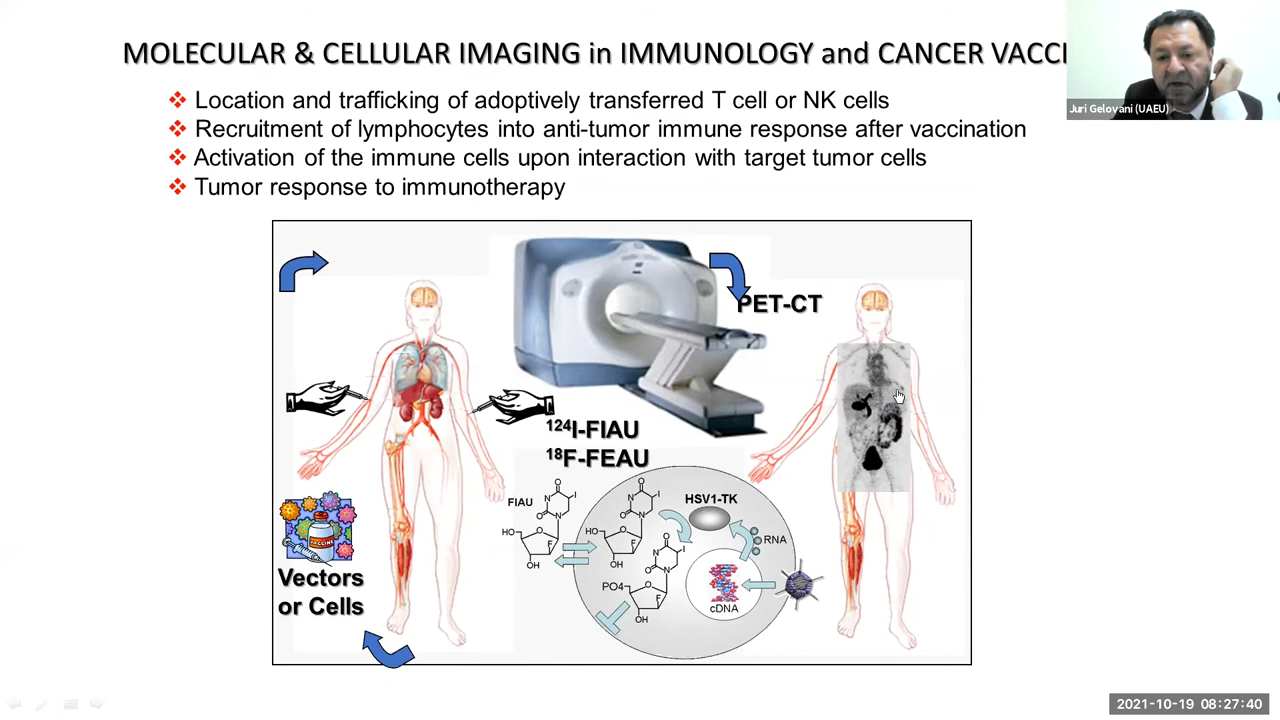 MOLECULAR & CELLULAR IMAGING in IMMUNOLOGY and CANCER
Location and trafficking of adoptively transferred T cell or NK cells
Recruitment of lymphocytes into anti-tumor immune response after vaccination
Activation of the immune cells upon interaction with target tumor cells
Tumor response to immunotherapy
Juri Gelovani (UAEU)
PET-CT
124I-FIAU
18F-FEAU
VACCINE
Vectors
or Cells
FIAU
HSV1-TK
RNA
cDNA
PO4
O
N
I
O
N
HO
O
F
OH
O
N
I
O
N
HO
O
F
OH
O
N
I
O
N
O
F
OH
2021-10-19 08:27:40